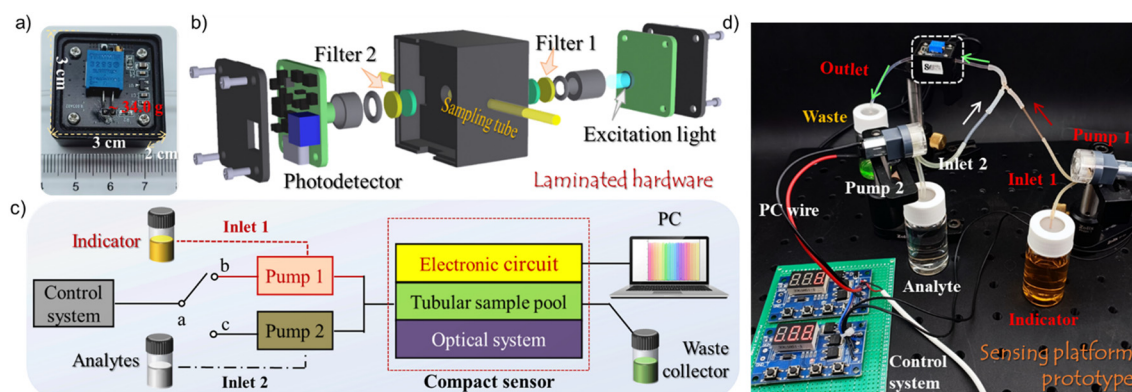 a)
3 cm
34.0 g
3 cm
2 cm
5 6 7
b)
Filter 2
Filter 1
Sampling tube
Excitation light
Photodetector
Laminated hardware
c)
Indicator
Inlet 1
Control
system
a
b
c
Pump 1
Pump 2
Analytes
Inlet 2
Electronic circuit
Tubular sample pool
Optical system
Compact sensor
PC
Waste
collector
d)
Outlet
Waste
Pump 1
Inlet 2
Inlet 1
Pump 2
PC wire
Analyte
Indicator
Control
system
Sensing platform
prototype